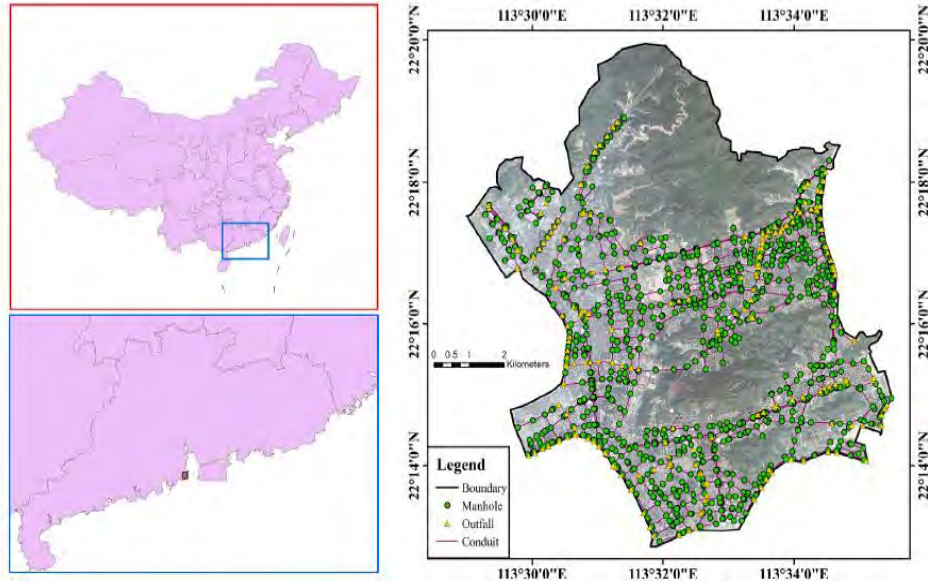 113°30'0"E 113°32'0"E 113°34'0"E
22°20'0"N
22°20'0"N
22°18'0"N
22°18'0"N
22°16'0"N
22°16'0"N
0 0.5 1 2
Kilometers
22°14'0"N
22°14'0"N
Legend
Boundary
Manhole
Outfall
Conduit
113°30'0"E 113°32'0"E 113°34'0"E